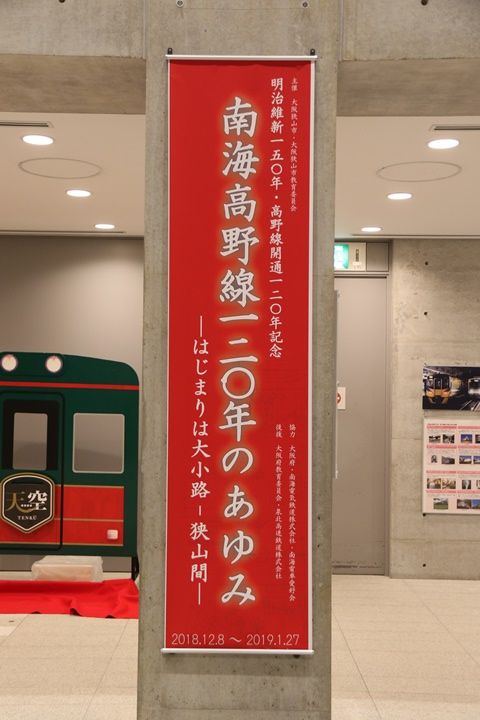 主催　大阪狭山市・大阪狭山市教育委員会
明治維新一五〇年・高野線開通一二〇年記念
南海高野線一二〇年のあゆみ
―はじまりは大小路－狭山間―
協力　大阪府・南海電気鉄道株式会社・南海電車愛好会
後援　大阪府教育委員会・泉北高速鉄道株式会社
2018.12.8 ～ 2019.1.27
天空
TENKŪ